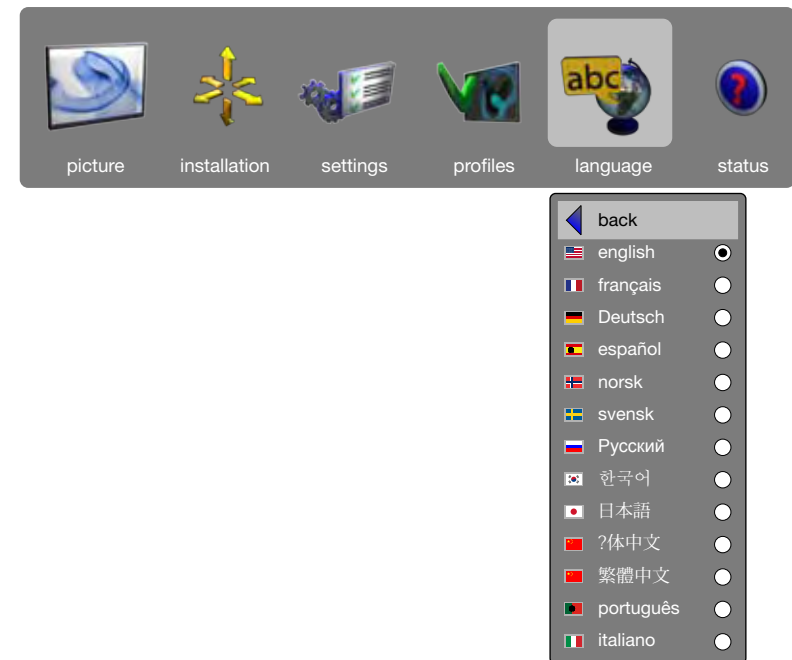 abc
?
picture installation settings profiles language status
back
english
français
Deutsch
español
norsk
svensk
Русский
한국어
日本語
?体中文
繁體中文
português
italiano